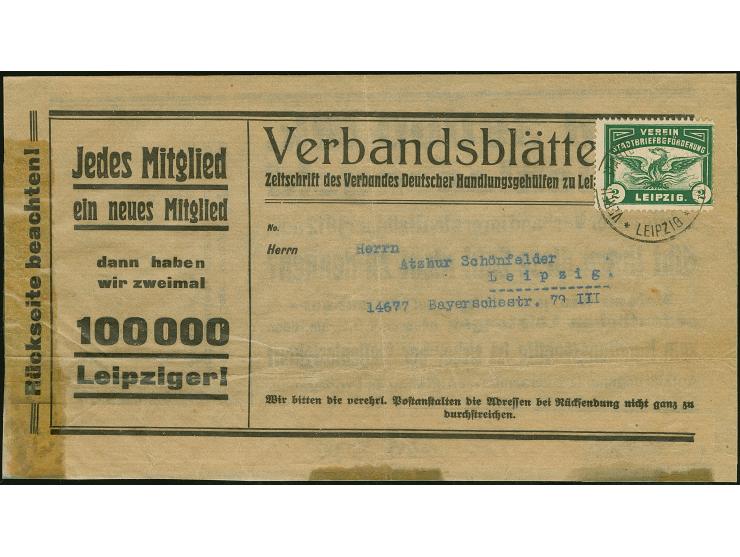 Rückseite beachten!
Jedes Mitglied
ein neues Mitglied
dann haben
wir zweimal
100000
Leipziger!
Verbandsblätte
Zeitschrift des Verbandes Deutscher Handlungsgehülfen zu Lei
VEREIN
STADTBRIEFBEFÖRDERUNG
LEIPZIG.
* LEIPZIG *
No.
Herrn
Herrn
Atzhur Schönfelder
Leipzig.
14677 Bayerschestr. 79 III
Wir bitten die verehrl. Postanstalten die Adressen bei Rücksendung nicht ganz zu
durchstreichen.